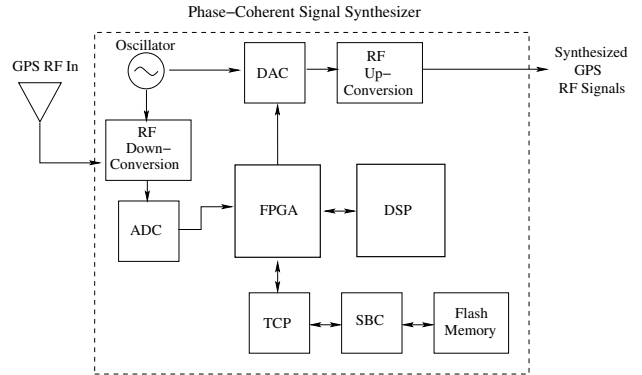 Phase−Coherent Signal Synthesizer
GPS RF In
Oscillator
DAC
RF
Up−
Conversion
Synthesized
GPS
RF Signals
RF
Down−
Conversion
ADC
FPGA
DSP
TCP
SBC
Flash
Memory